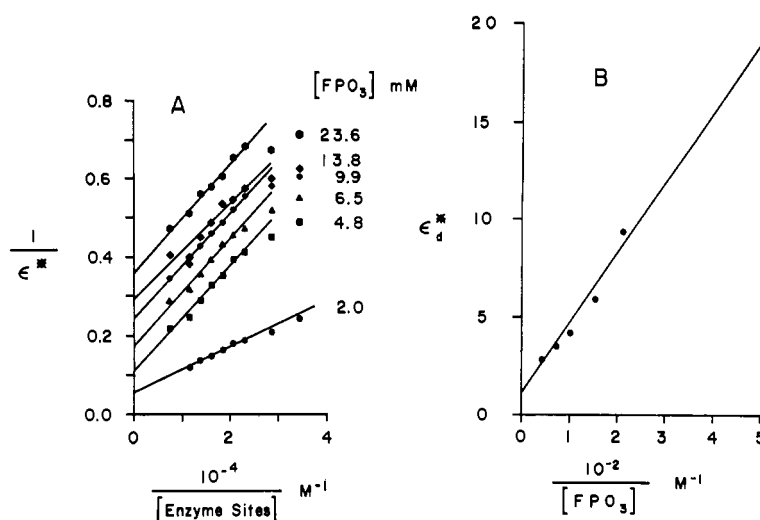 A
[FPO₃] mM
23.6
13.8
9.9
6.5
4.8
2.0
0.8
0.6
0.4
0.2
0.0
1
ϵ*
0 2 4
10⁻⁴
[Enzyme Sites]
M⁻¹
B
20
15
10
5
0
ϵ*d
0 1 2 3 4 5
10⁻²
[FPO₃]
M⁻¹